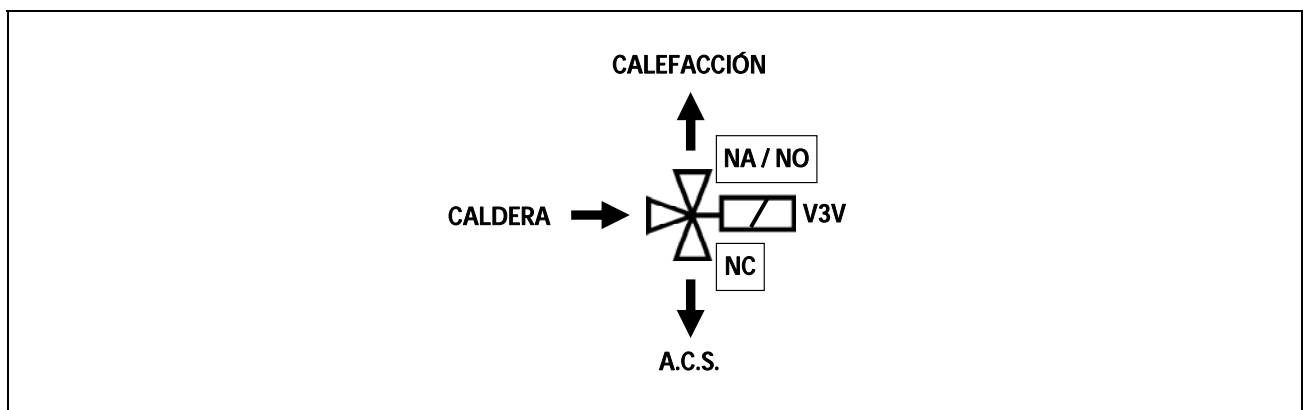 CALEFACCIÓN
NA / NO
CALDERA
V3V
NC
A.C.S.